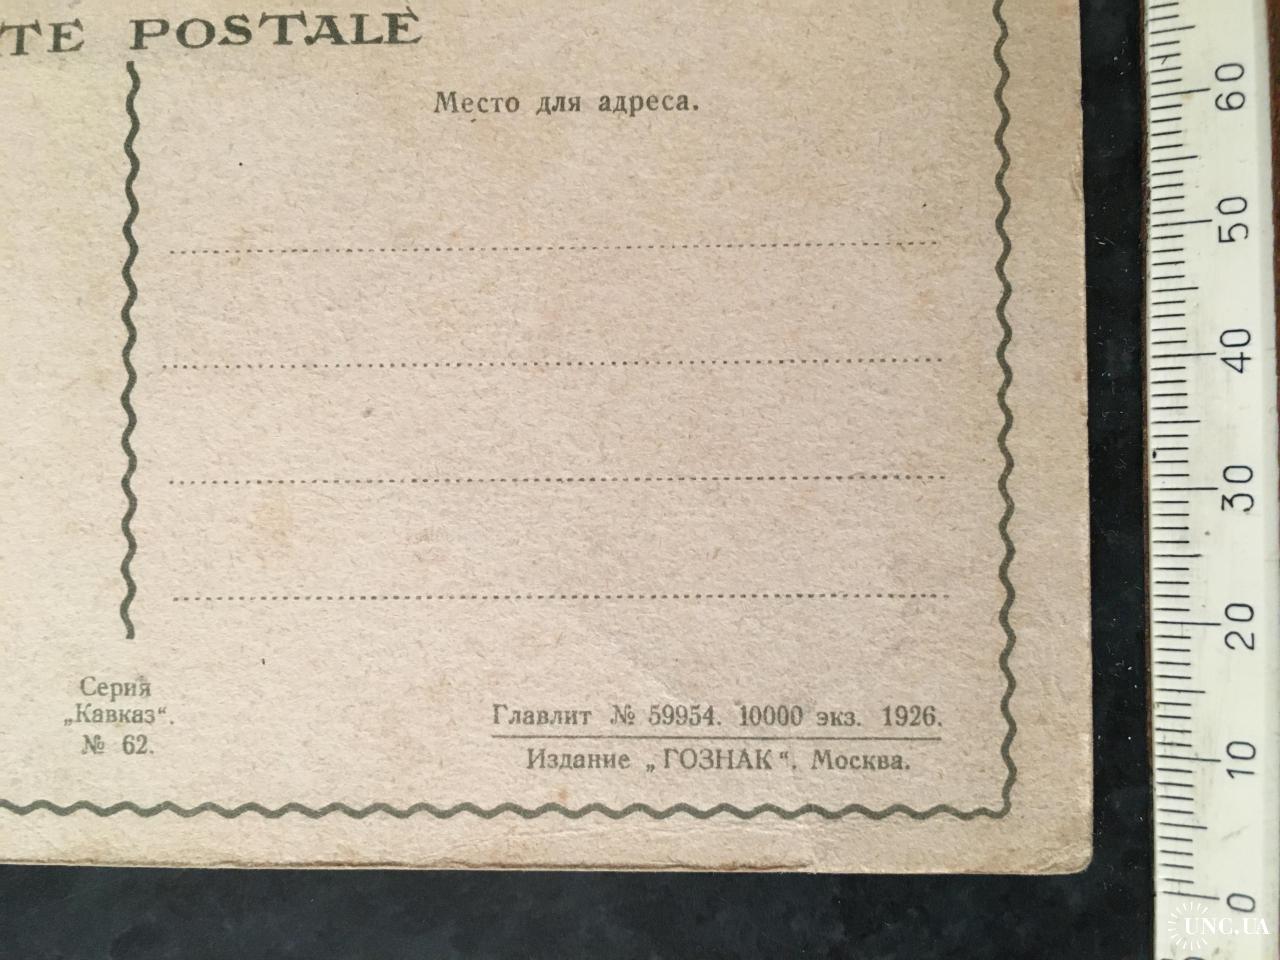 TE POSTALE
Место для адреса.
Серия
„Кавказ“.
№ 62.
Главлит № 59954. 10000 экз. 1926.
Издание „ГОЗНАК“. Москва.
60
50
40
30
20
10
0
UNC.UA